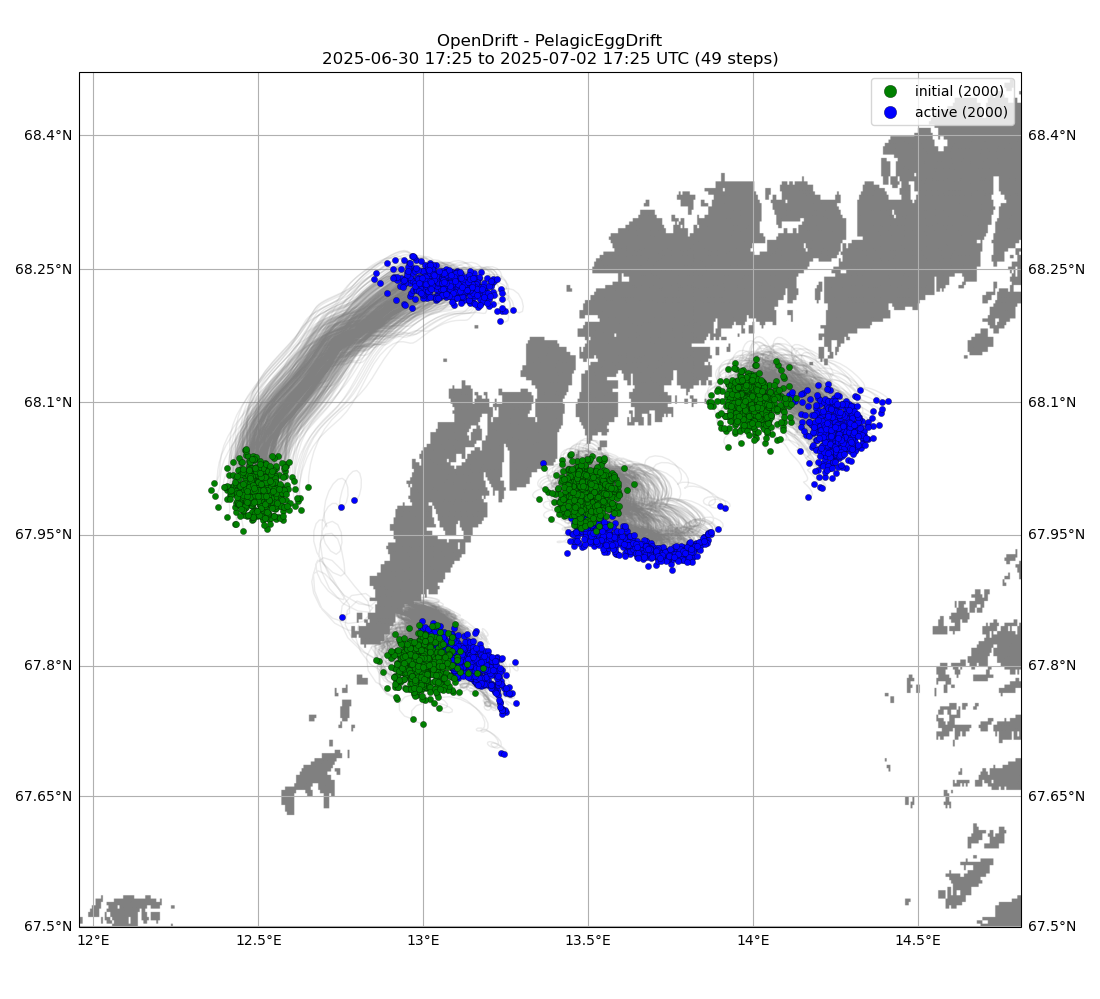 OpenDrift - PelagicEggDrift
2025-06-30 17:25 to 2025-07-02 17:25 UTC (49 steps)
initial (2000)
active (2000)
68.4°N
68.4°N
68.25°N
68.25°N
68.1°N
68.1°N
67.95°N
67.95°N
67.8°N
67.8°N
67.65°N
67.65°N
67.5°N
67.5°N
12°E
12.5°E
13°E
13.5°E
14°E
14.5°E